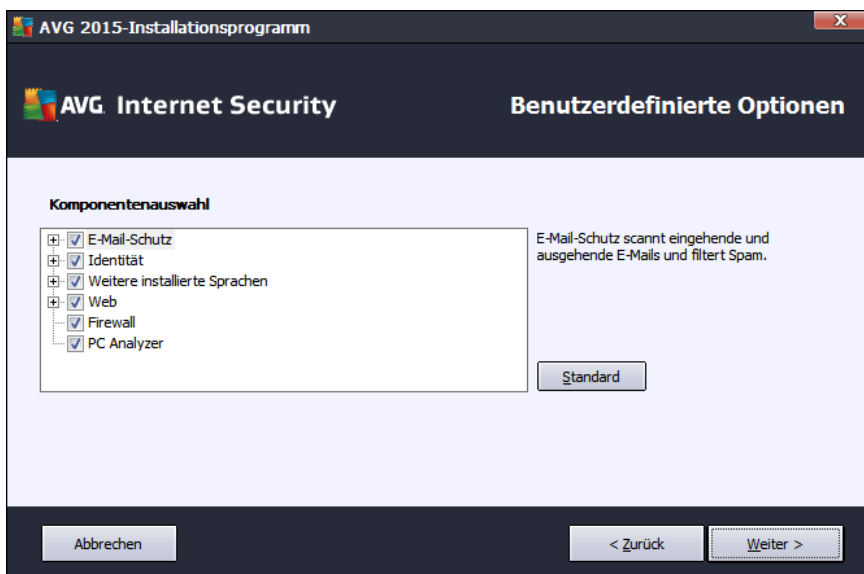 AVG 2015-Installationsprogramm
AVG. Internet Security
Benutzerdefinierte Optionen
Komponentenauswahl
E-Mail-Schutz
Identität
Weitere installierte Sprachen
Web
Firewall
PC Analyzer
E-Mail-Schutz scannt eingehende und
ausgehende E-Mails und filtert Spam.
Standard
Abbrechen
< Zurück
Weiter >